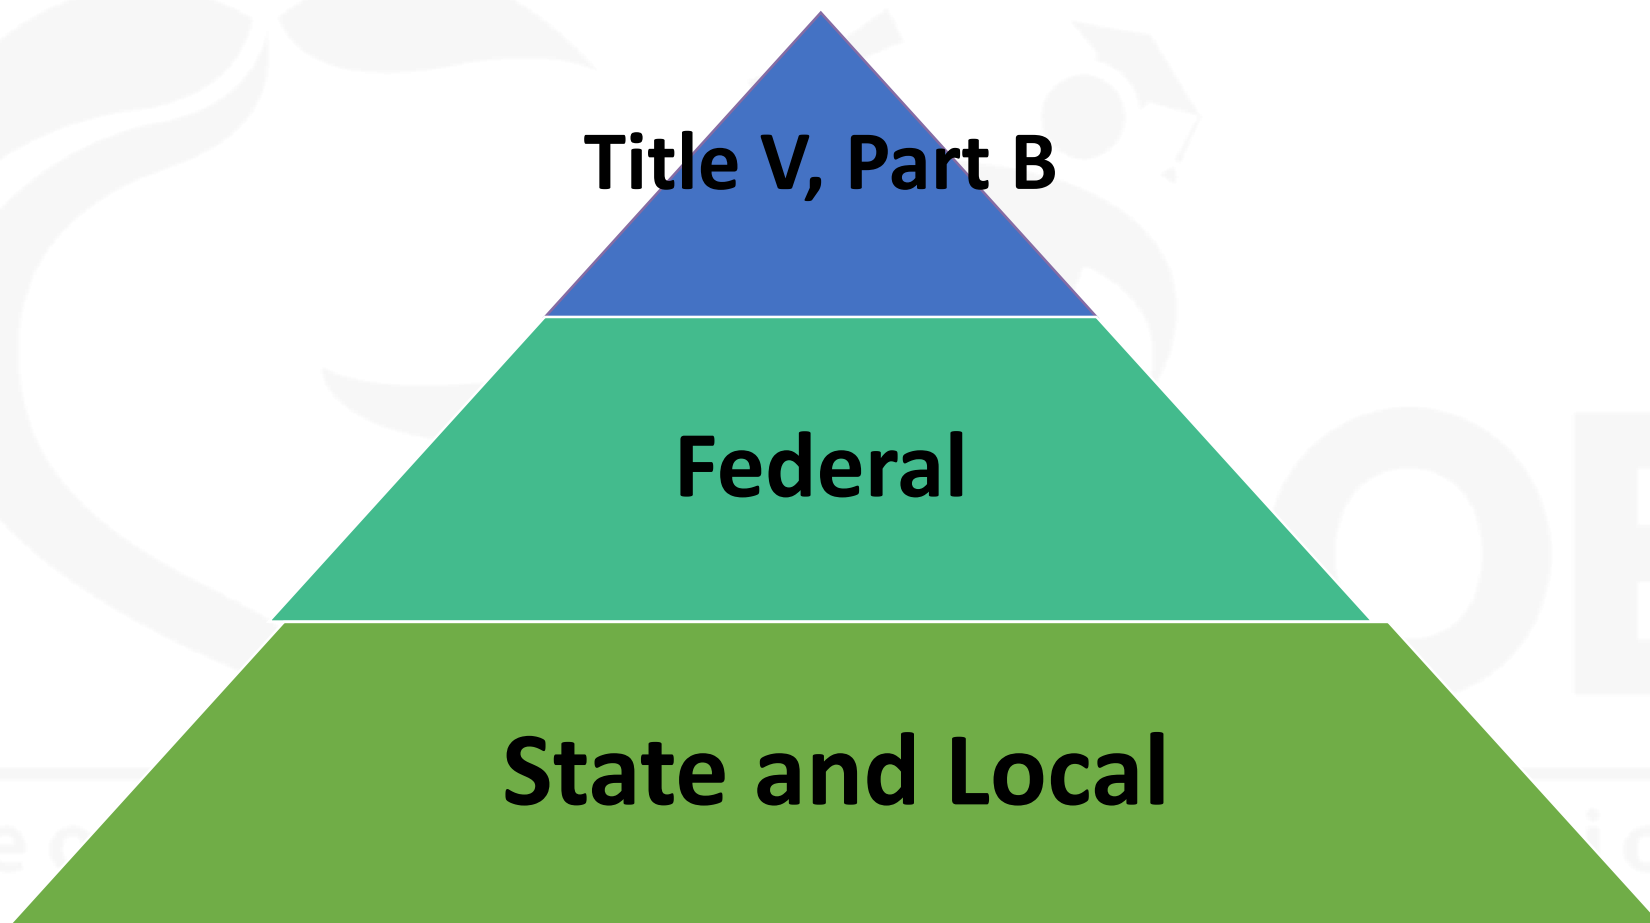 Title V, Part B
Federal
State and Local